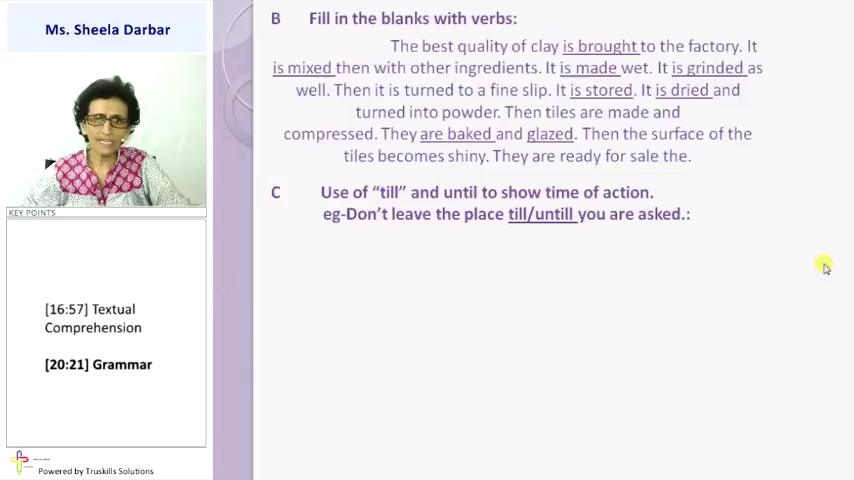 Ms. Sheela Darbar
KEY POINTS
[16:57] Textual
Comprehension
[20:21] Grammar
Powered by Truskills Solutions
B Fill in the blanks with verbs:
The best quality of clay is brought to the factory. It
is mixed then with other ingredients. It is made wet. It is grinded as
well. Then it is turned to a fine slip. It is stored. It is dried and
turned into powder. Then tiles are made and
compressed. They are baked and glazed. Then the surface of the
tiles becomes shiny. They are ready for sale the.
C Use of “till” and until to show time of action.
eg-Don’t leave the place till/untill you are asked.: